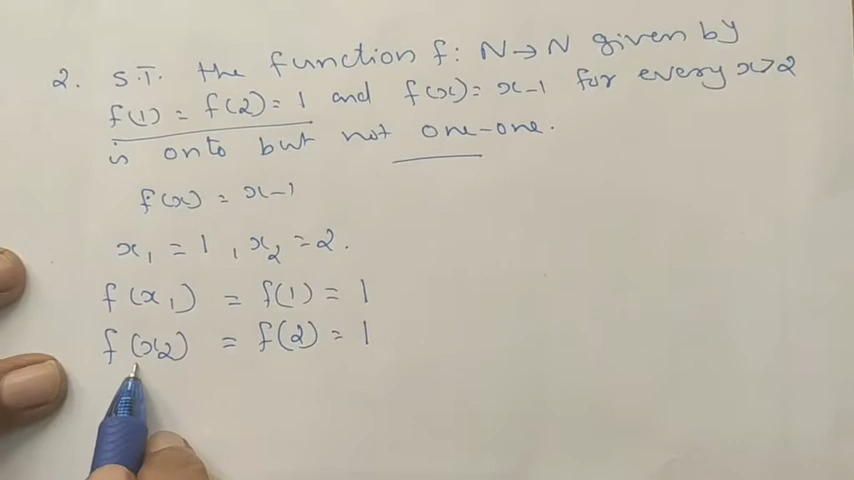 2. S.T. the function f: N→N given by
f(1) = f(2) = 1 and f(x) = x-1 for every x>2
is onto but not one-one.
f(x) = x-1
x₁ = 1, x₂ = 2.
f(x₁) = f(1) = 1
f(x₂) = f(2) = 1